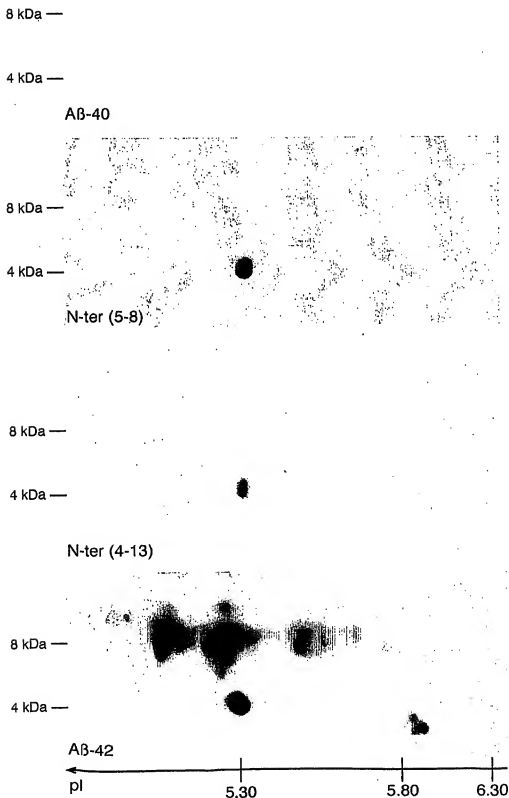 8 kDa
4 kDa
Aß-40
8 kDa
4 kDa
N-ter (5-8)
8 kDa
4 kDa
N-ter (4-13)
8 kDa
4 kDa
Aß-42
pI 5.30 5.80 6.30